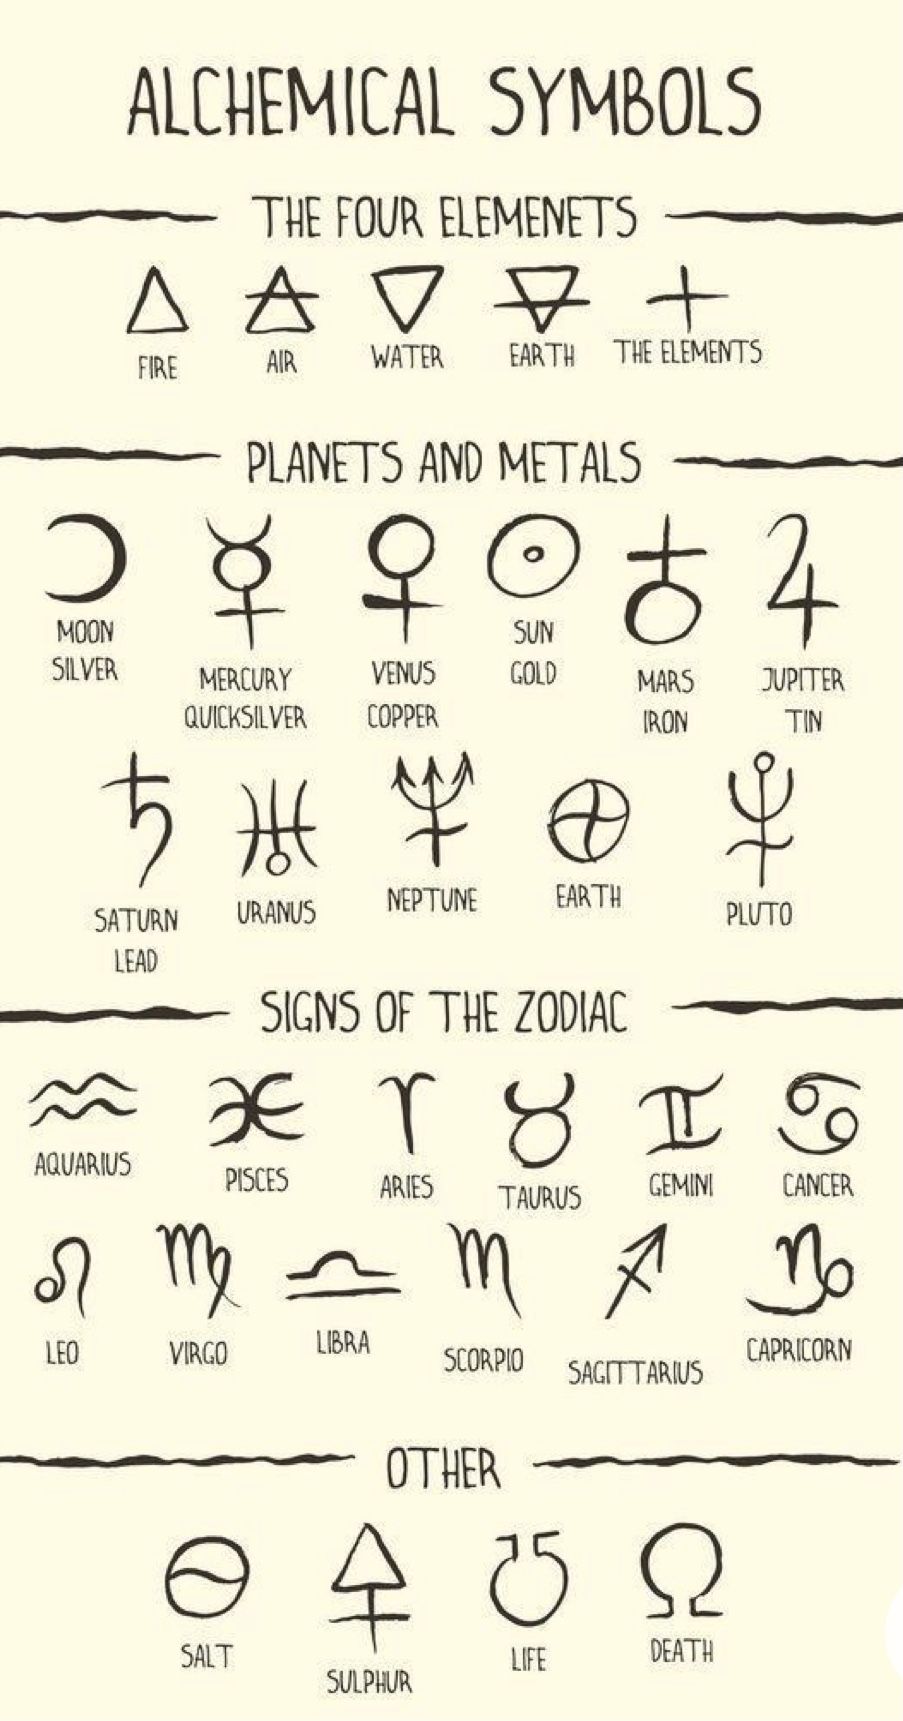 ALCHEMICAL SYMBOLS
THE FOUR ELEMENETS
FIRE AIR WATER EARTH THE ELEMENTS
PLANETS AND METALS
MOON SILVER
MERCURY QUICKSILVER
VENUS COPPER
SUN GOLD
MARS IRON
JUPITER TIN
SATURN LEAD
URANUS
NEPTUNE
EARTH
PLUTO
SIGNS OF THE ZODIAC
AQUARIUS PISCES ARIES TAURUS GEMINI CANCER
LEO VIRGO LIBRA SCORPIO SAGITTARIUS CAPRICORN
OTHER
SALT SULPHUR LIFE DEATH